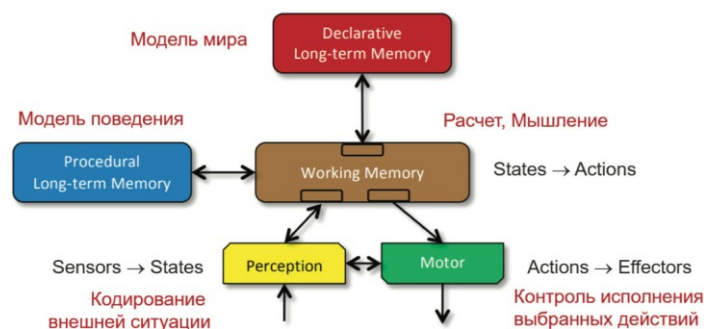 Модель мира
Declarative
Long-term Memory
Модель поведения
Procedural
Long-term Memory
Расчет, Мышление
Working Memory
States → Actions
Sensors → States
Perception
Motor
Actions → Effectors
Кодирование
внешней ситуации
Контроль исполнения
выбранных действий